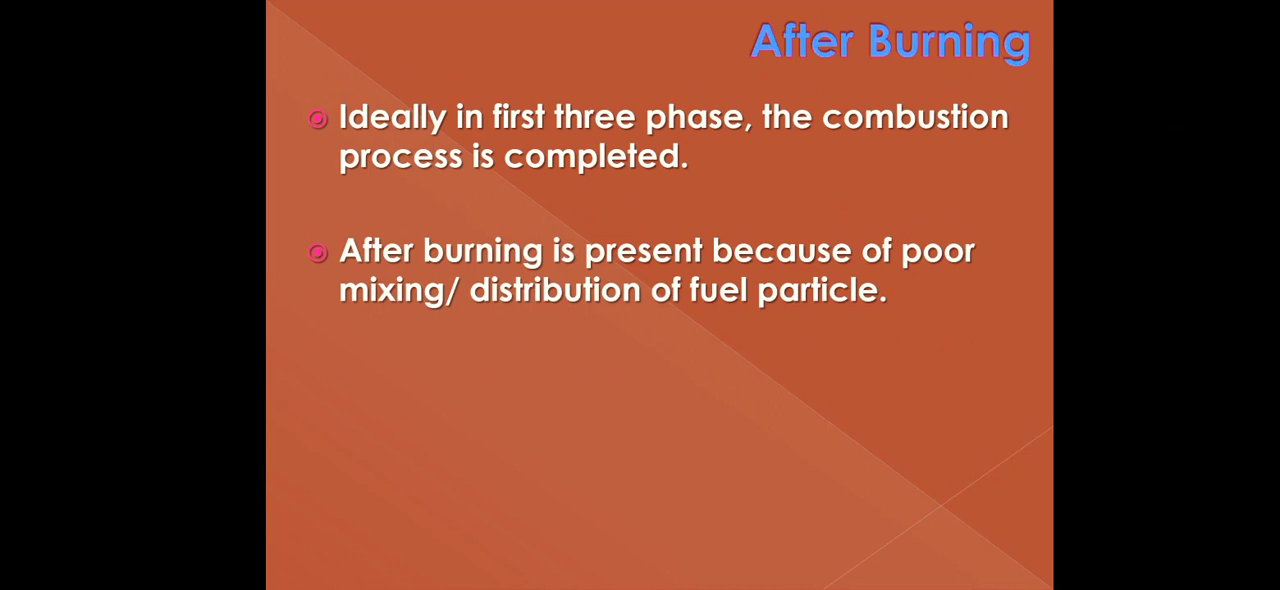 After Burning
Ideally in first three phase, the combustion
process is completed.
After burning is present because of poor
mixing/ distribution of fuel particle.